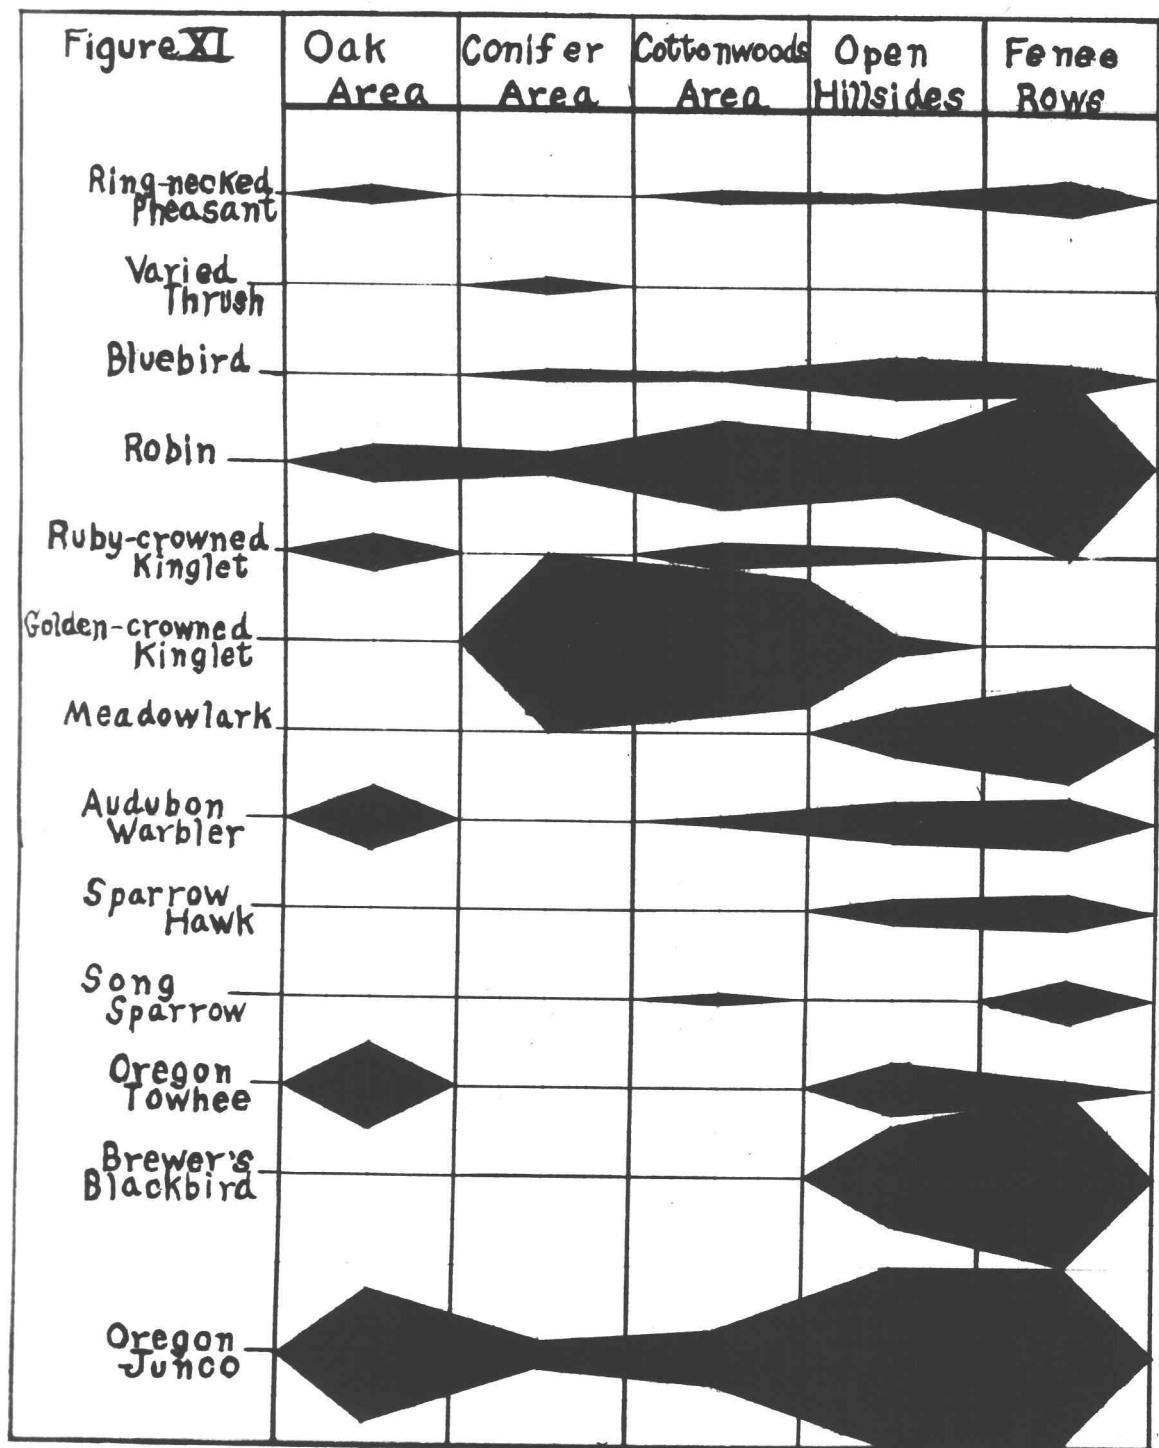 Figure XI
Oak
Area
Conifer
Area
Cottonwoods
Area
Open
Hillsides
Fenee
Rows
Ring-necked
Pheasant
Varied
Thrush
Bluebird
Robin
Ruby-crowned
Kinglet
Golden-crowned
Kinglet
Meadowlark
Audubon
Warbler
Sparrow
Hawk
Song
Sparrow
Oregon
Towhee
Brewer's
Blackbird
Oregon
Junco